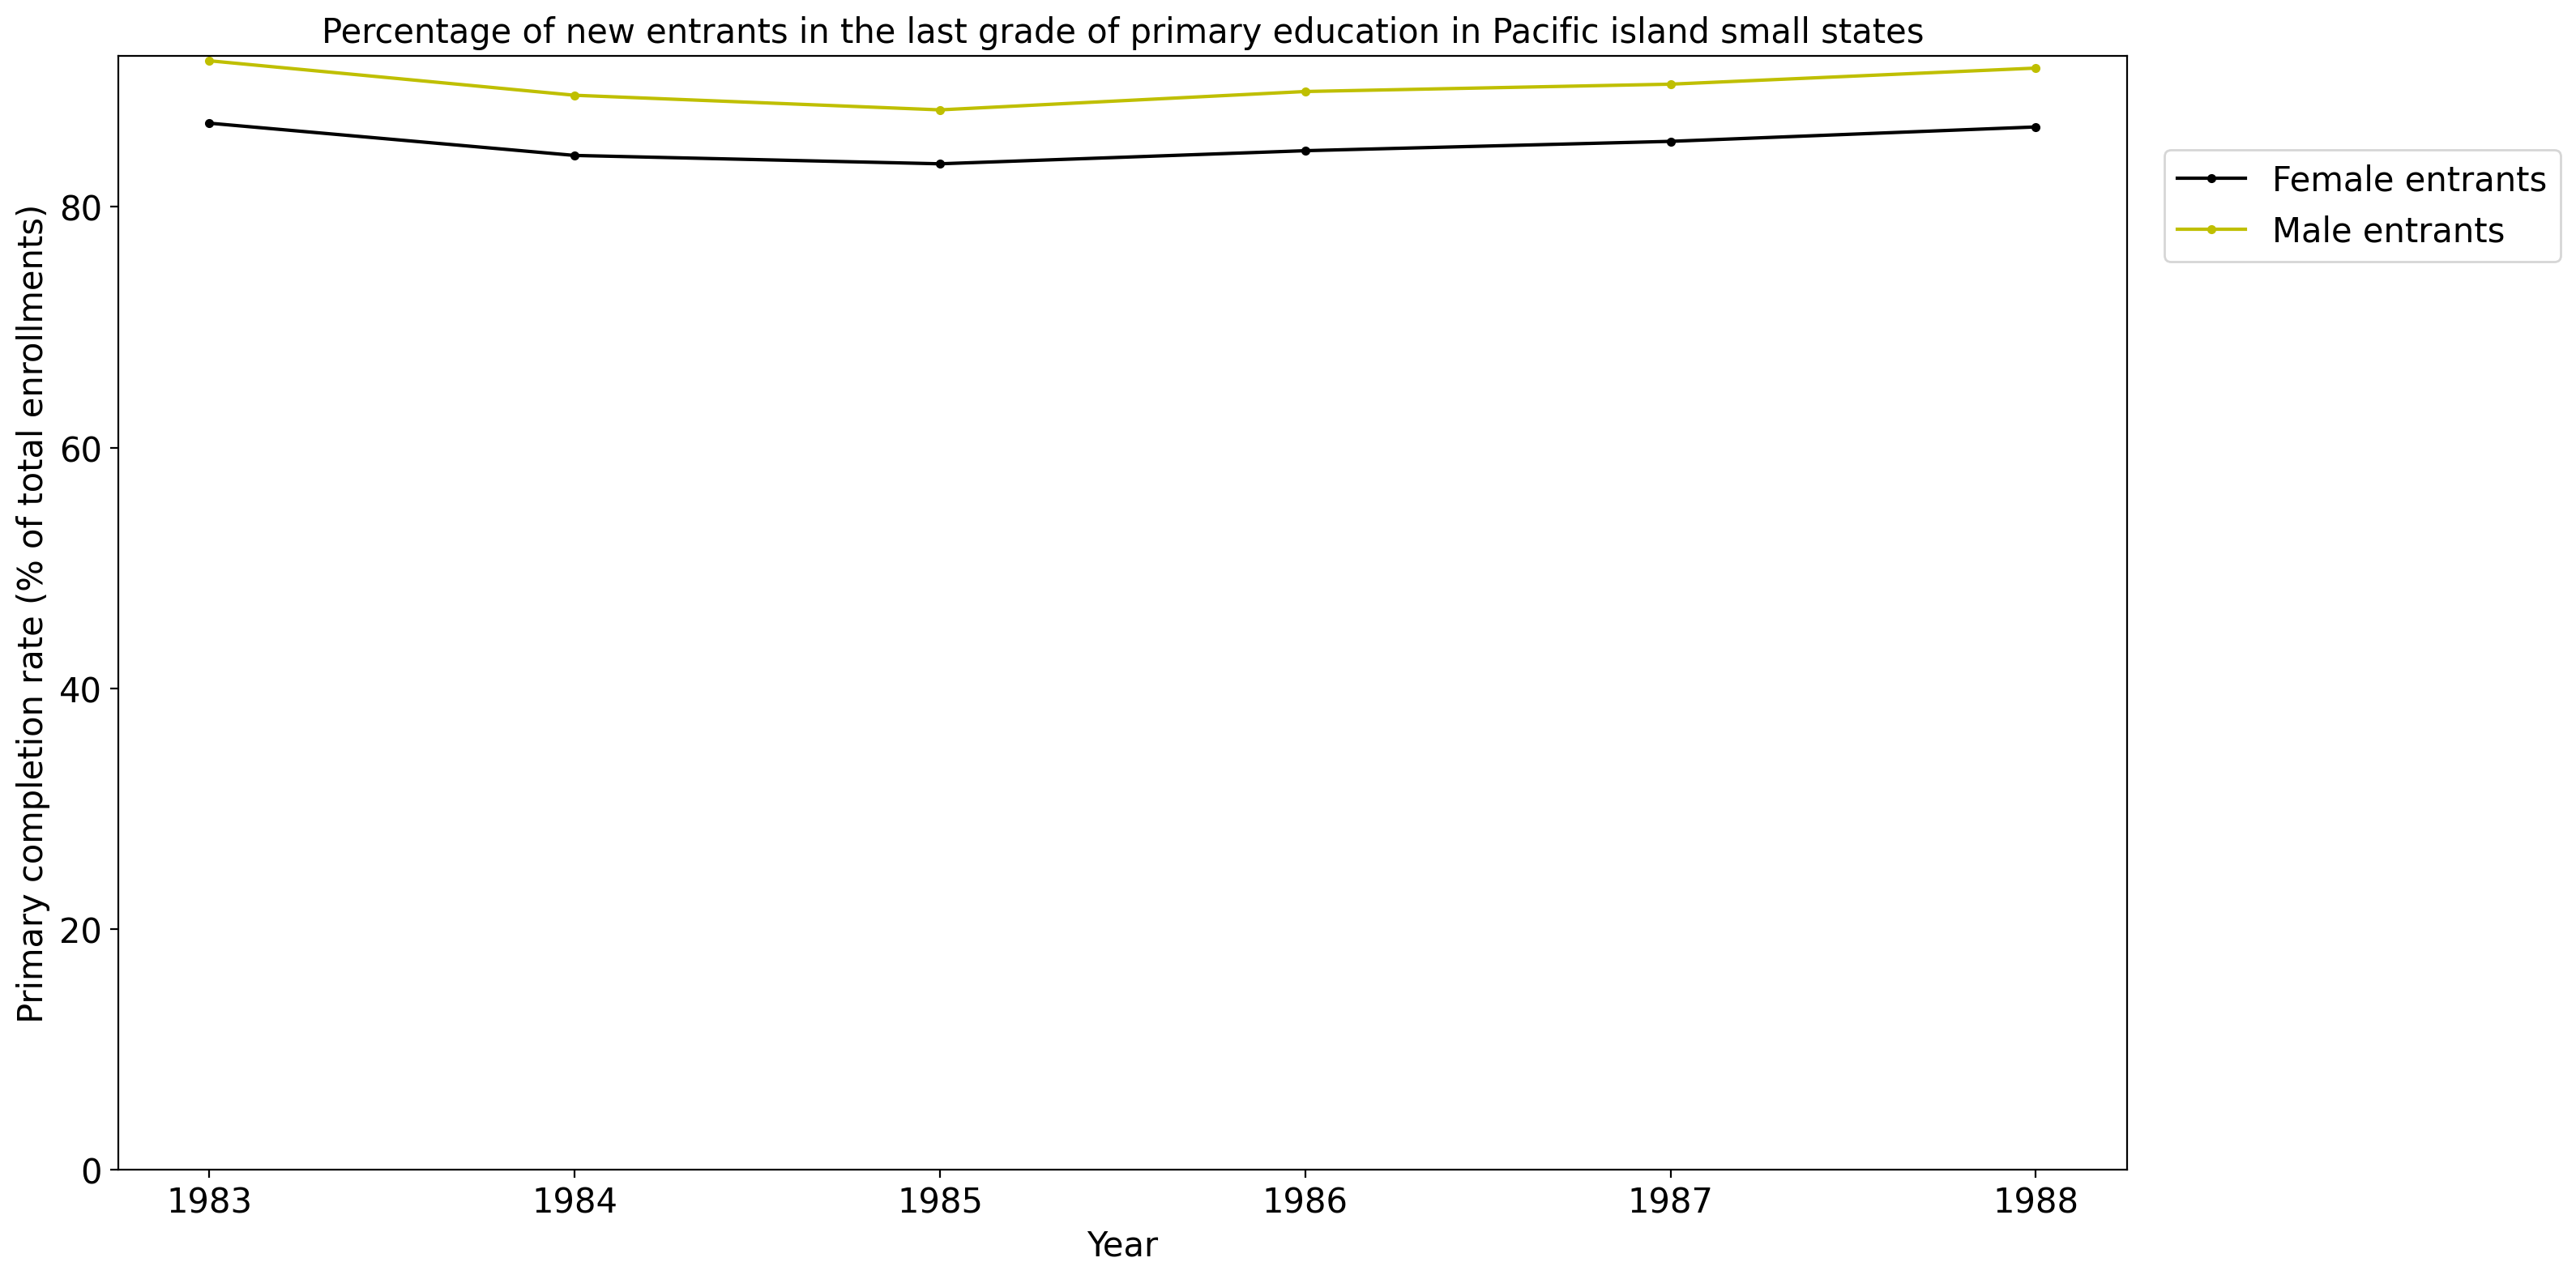 Percentage of new entrants in the last grade of primary education in Pacific island small states
Primary completion rate (% of total enrollments)
80
60
40
20
0
1983 1984 1985 1986 1987 1988
Year
Female entrants
Male entrants